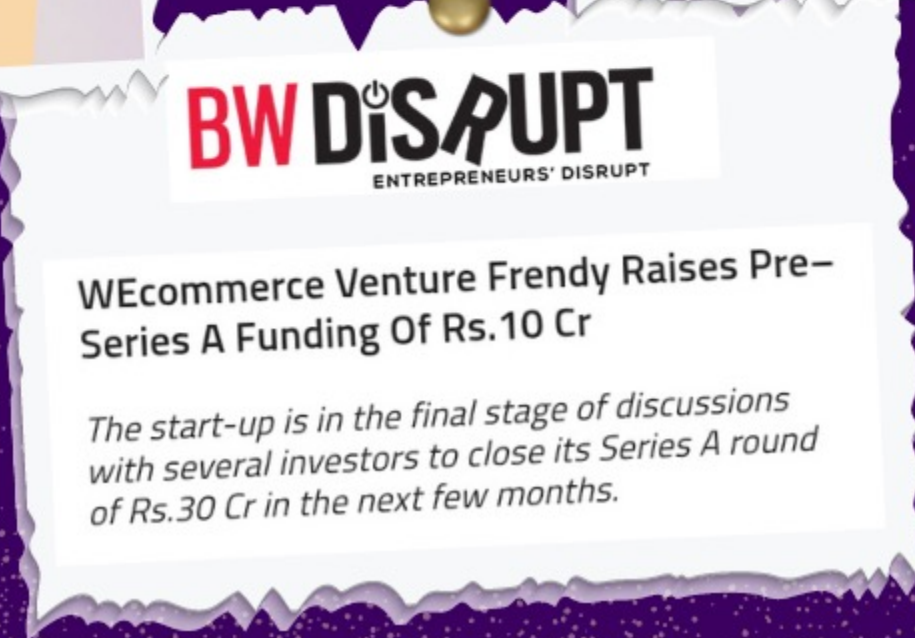 BW DiSRUPT
ENTREPRENEURS' DISRUPT
WEcommerce Venture Frendy Raises Pre–
Series A Funding Of Rs.10 Cr
The start-up is in the final stage of discussions
with several investors to close its Series A round
of Rs.30 Cr in the next few months.